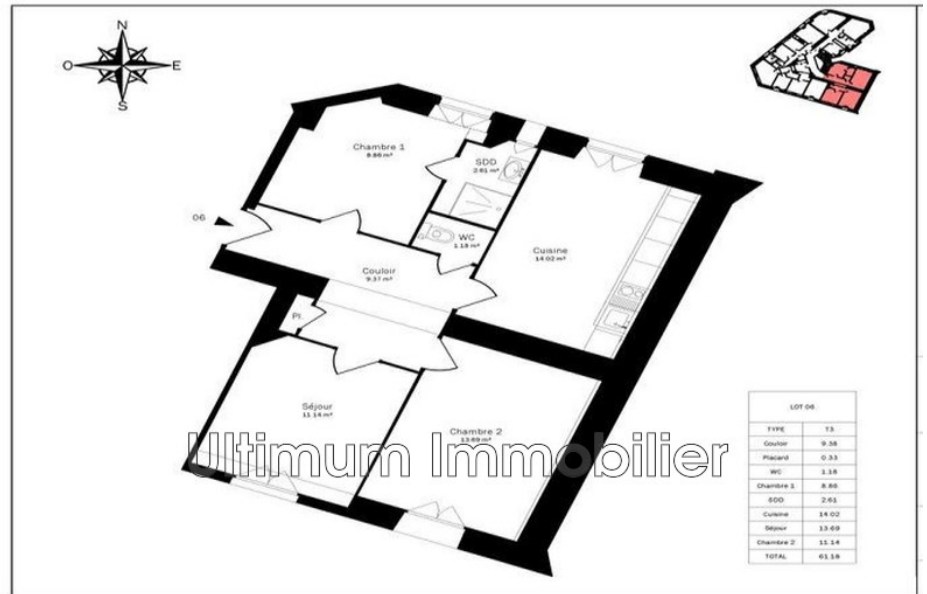 N
O
E
S
Chambre 1
8.86 m²
SDD
2.61 m²
06
WC
1.18 m²
Cuisine
14.02 m²
Couloir
9.37 m²
Pl.
Séjour
11.14 m²
Chambre 2
13.69 m²
Ultimum Immobilier
LOT 06
TYPE T3
Couloir 9.36
Placard 0.33
WC 1.18
Chambre 1 8.86
SDD 2.61
Cuisine 14.02
Séjour 13.69
Chambre 2 11.14
TOTAL 61.18